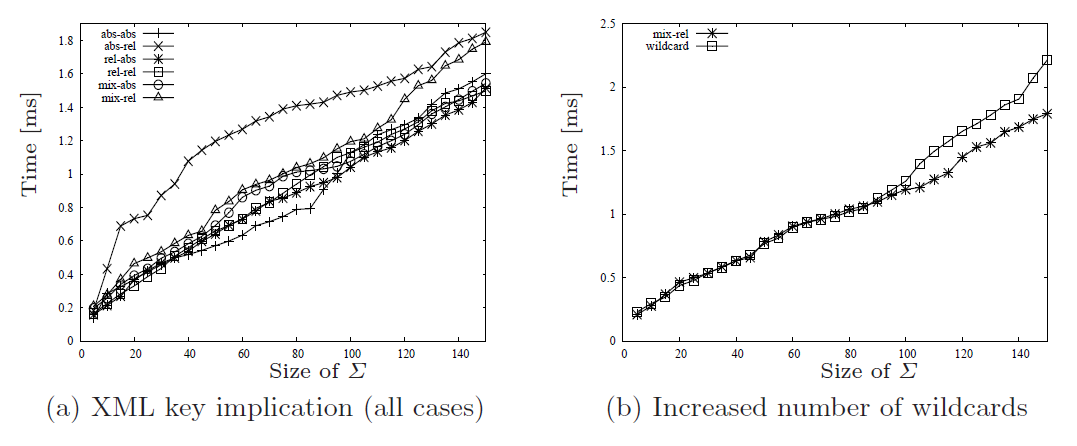 1.8
1.6
1.4
1.2
1
0.8
0.6
0.4
0.2
0
abs-abs
abs-rel
rel-abs
rel-rel
mix-abs
mix-rel
Time [ms]
0 20 40 60 80 100 120 140
Size of Σ
(a) XML key implication (all cases)
2.5
2
1.5
1
0.5
0
mix-rel
wildcard
Time [ms]
0 20 40 60 80 100 120 140
Size of Σ
(b) Increased number of wildcards